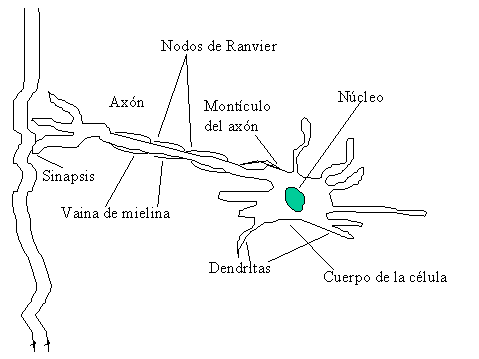 Nodos de Ranvier
Axón
Montículo
del axón
Núcleo
Sinapsis
Vaina de mielina
Dendritas
Cuerpo de la célula